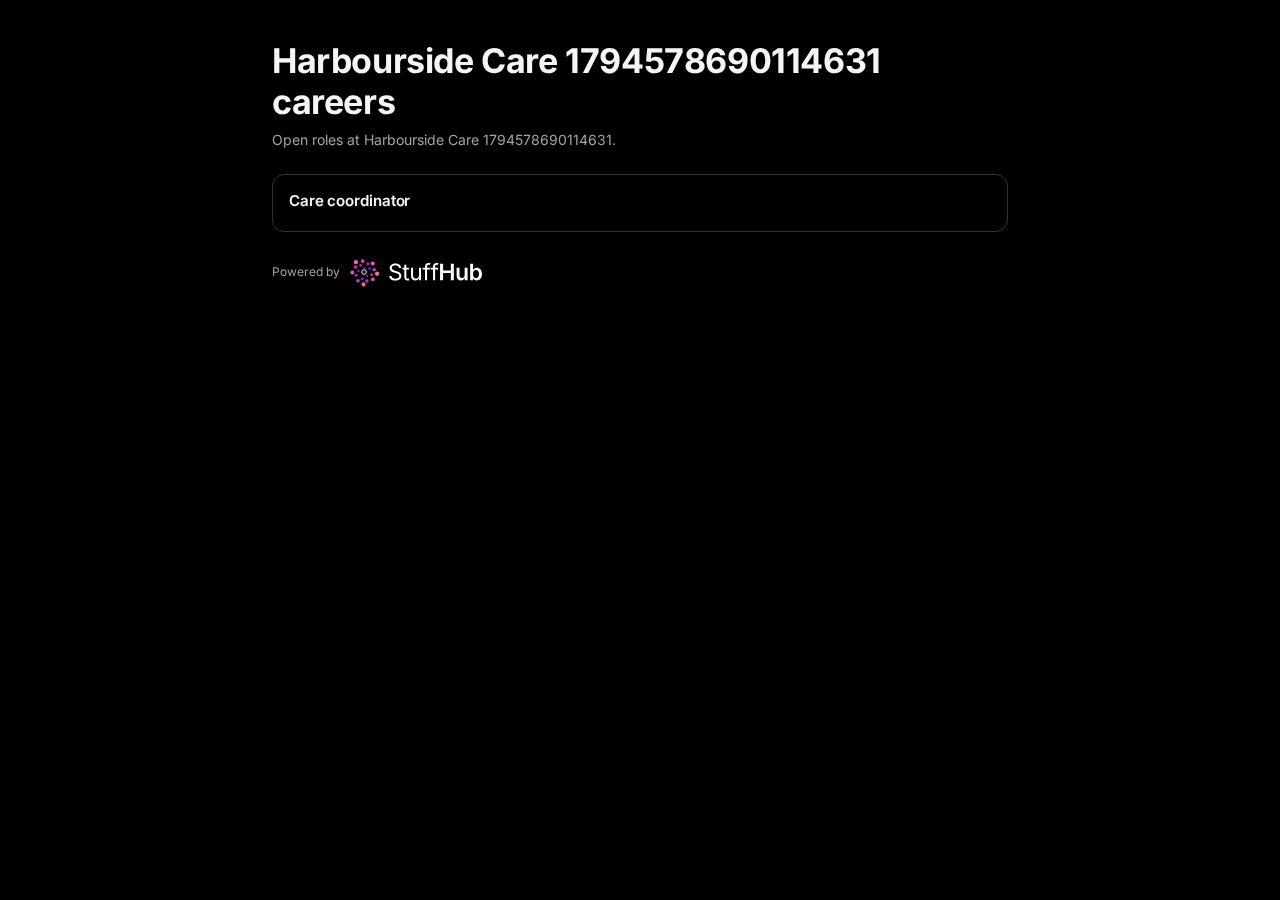 Harbourside Care 1794578690114631
careers
Open roles at Harbourside Care 1794578690114631.
Care coordinator
Powered by StuffHub